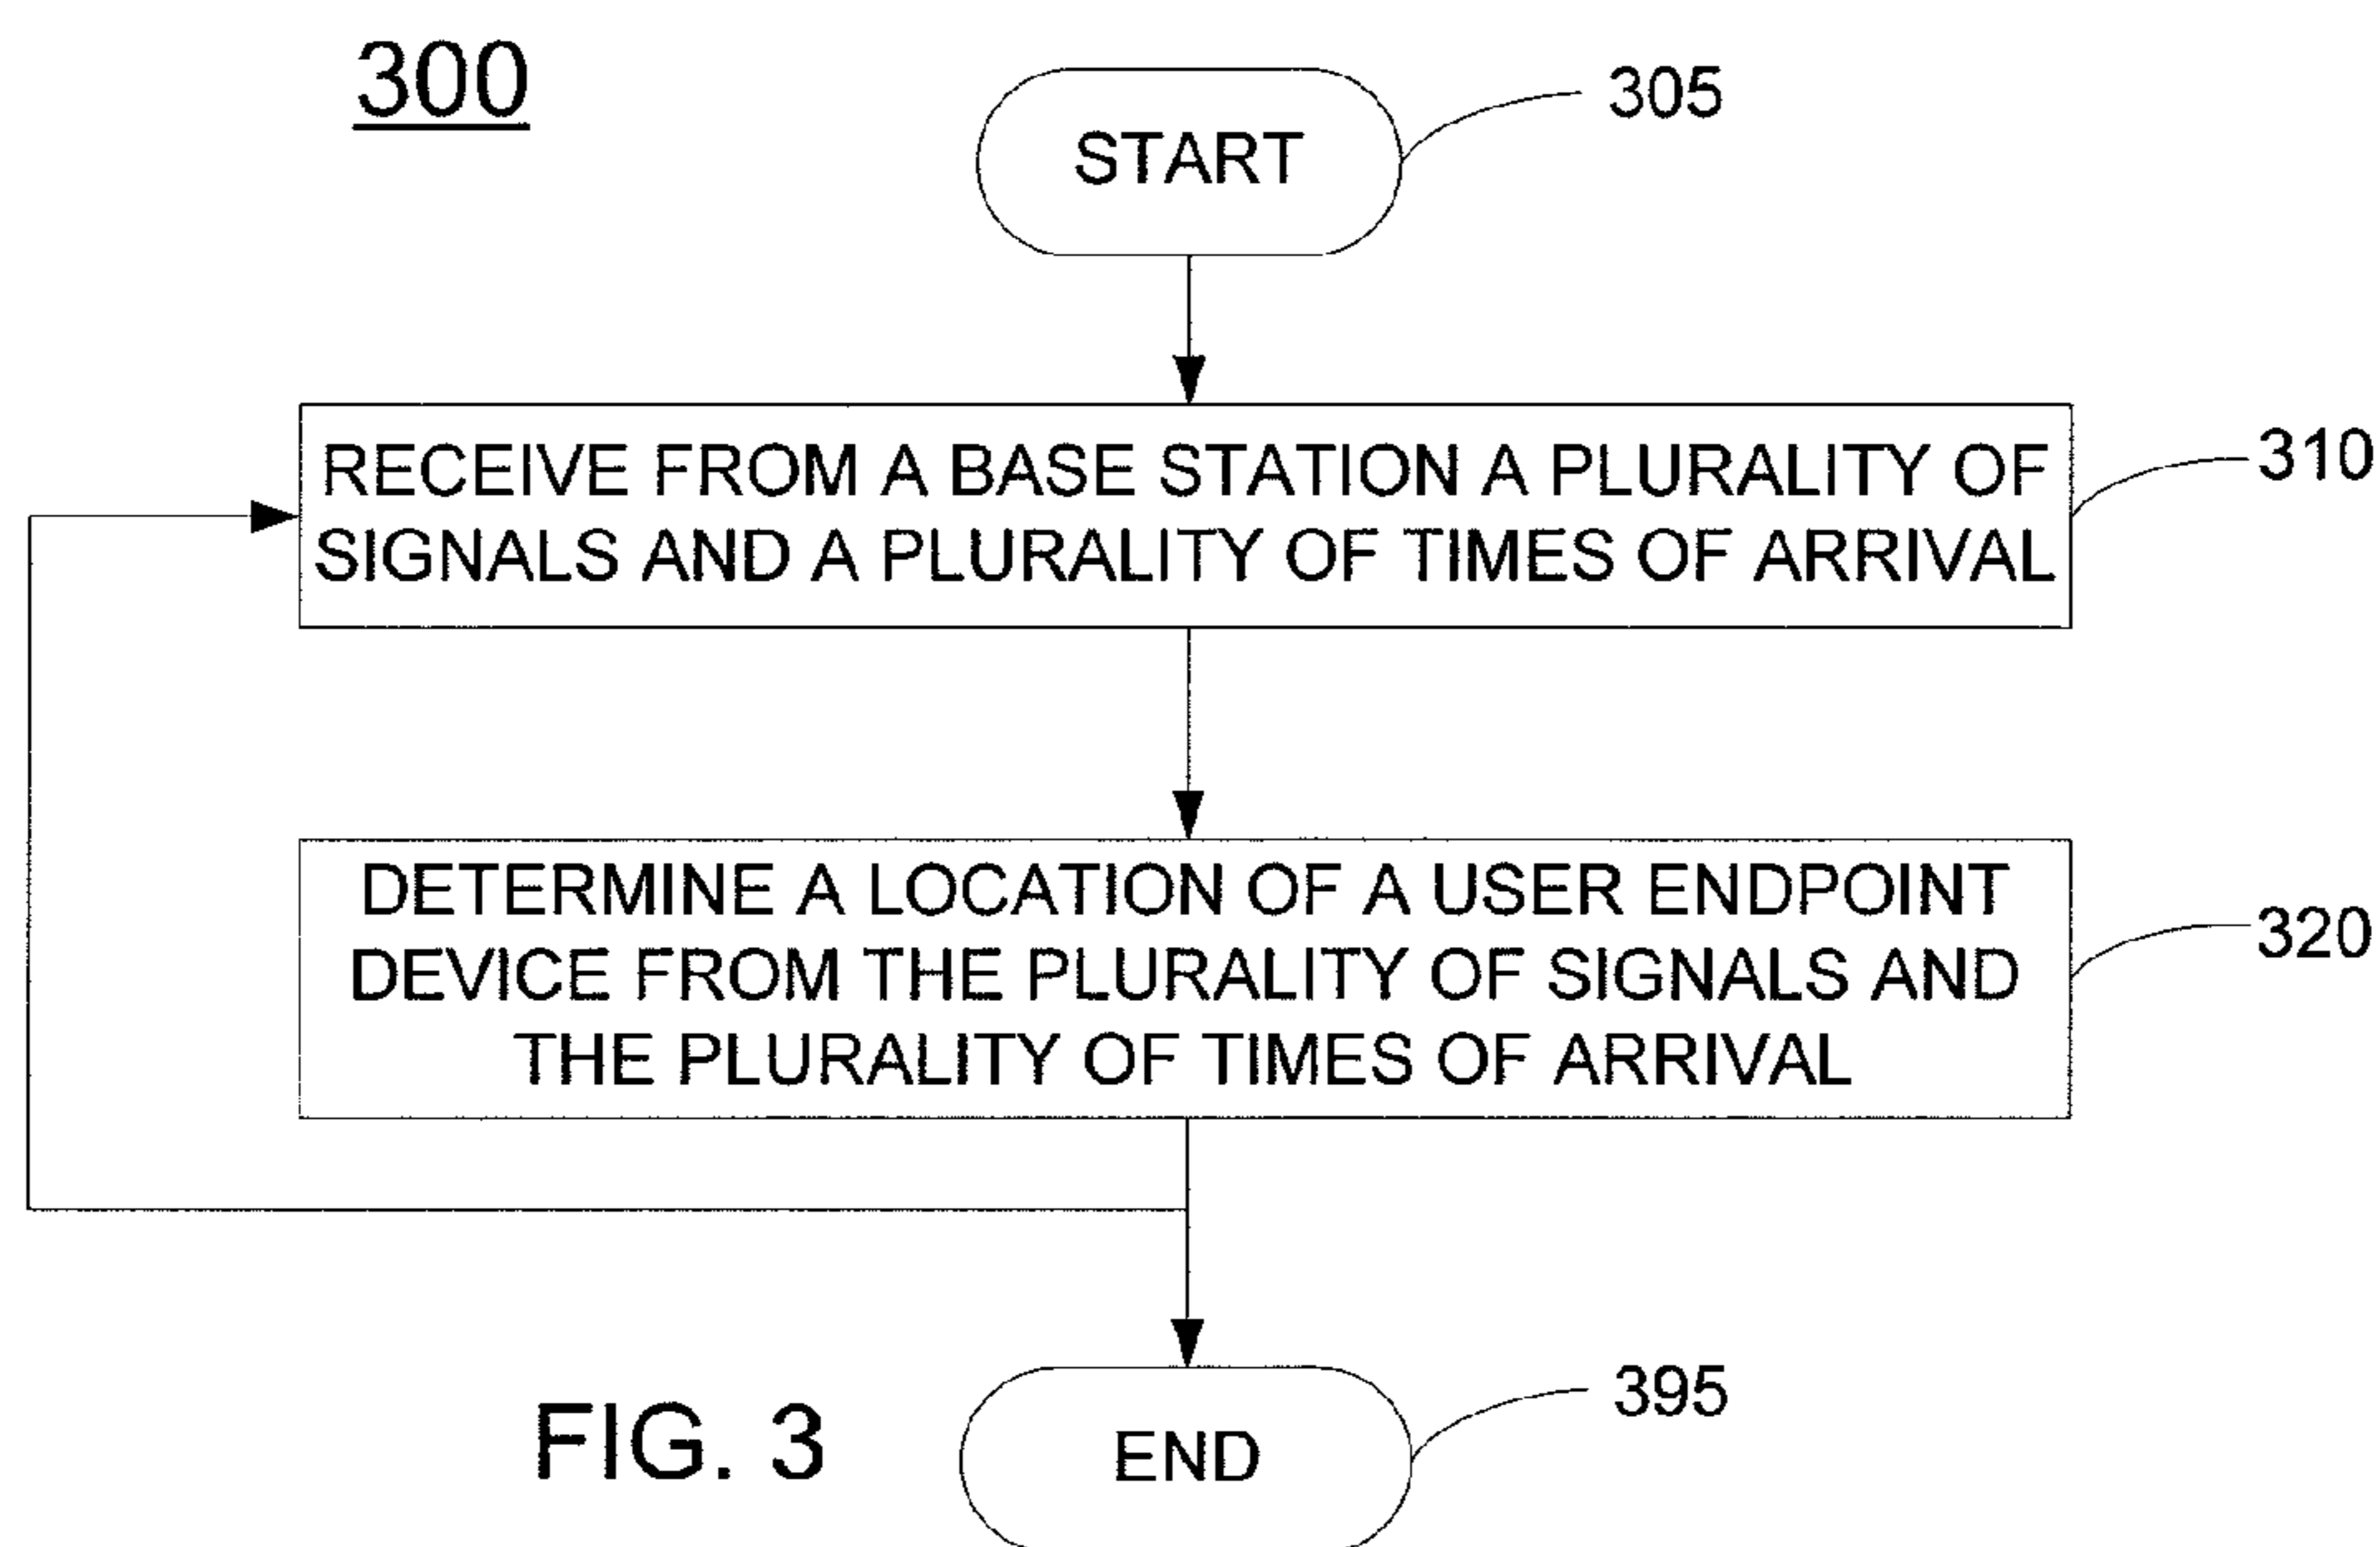 300
START
305
RECEIVE FROM A BASE STATION A PLURALITY OF
SIGNALS AND A PLURALITY OF TIMES OF ARRIVAL
310
DETERMINE A LOCATION OF A USER ENDPOINT
DEVICE FROM THE PLURALITY OF SIGNALS AND
THE PLURALITY OF TIMES OF ARRIVAL
320
FIG. 3
END
395